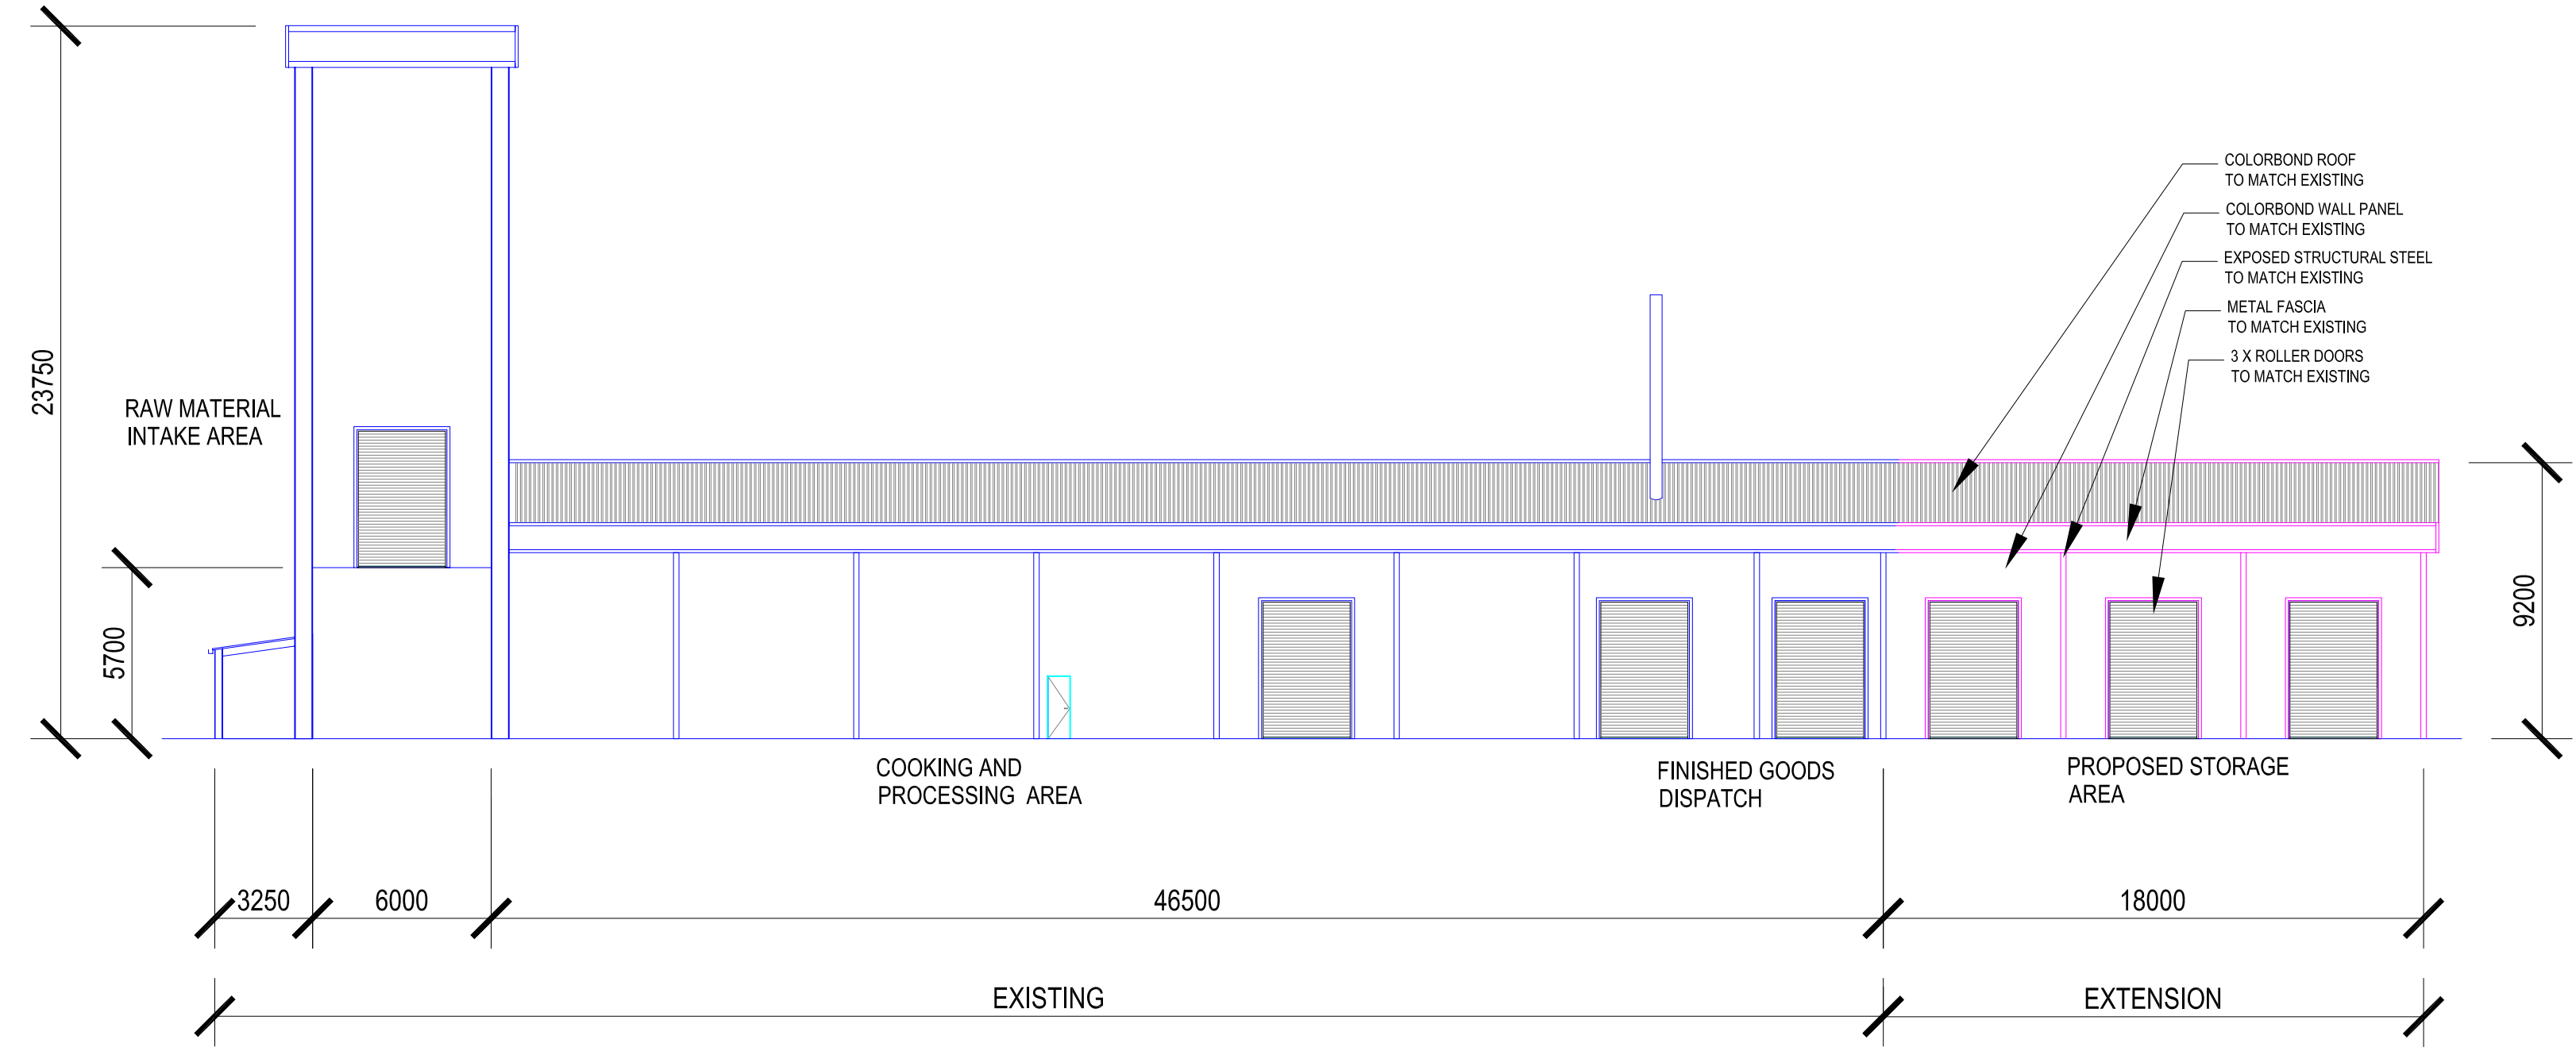 COLORBOND ROOF
TO MATCH EXISTING
COLORBOND WALL PANEL
TO MATCH EXISTING
EXPOSED STRUCTURAL STEEL
TO MATCH EXISTING
METAL FASCIA
TO MATCH EXISTING
3 X ROLLER DOORS
TO MATCH EXISTING
23750
RAW MATERIAL
INTAKE AREA
5700
9200
COOKING AND
PROCESSING AREA
FINISHED GOODS
DISPATCH
PROPOSED STORAGE
AREA
3250
6000
46500
18000
EXISTING
EXTENSION